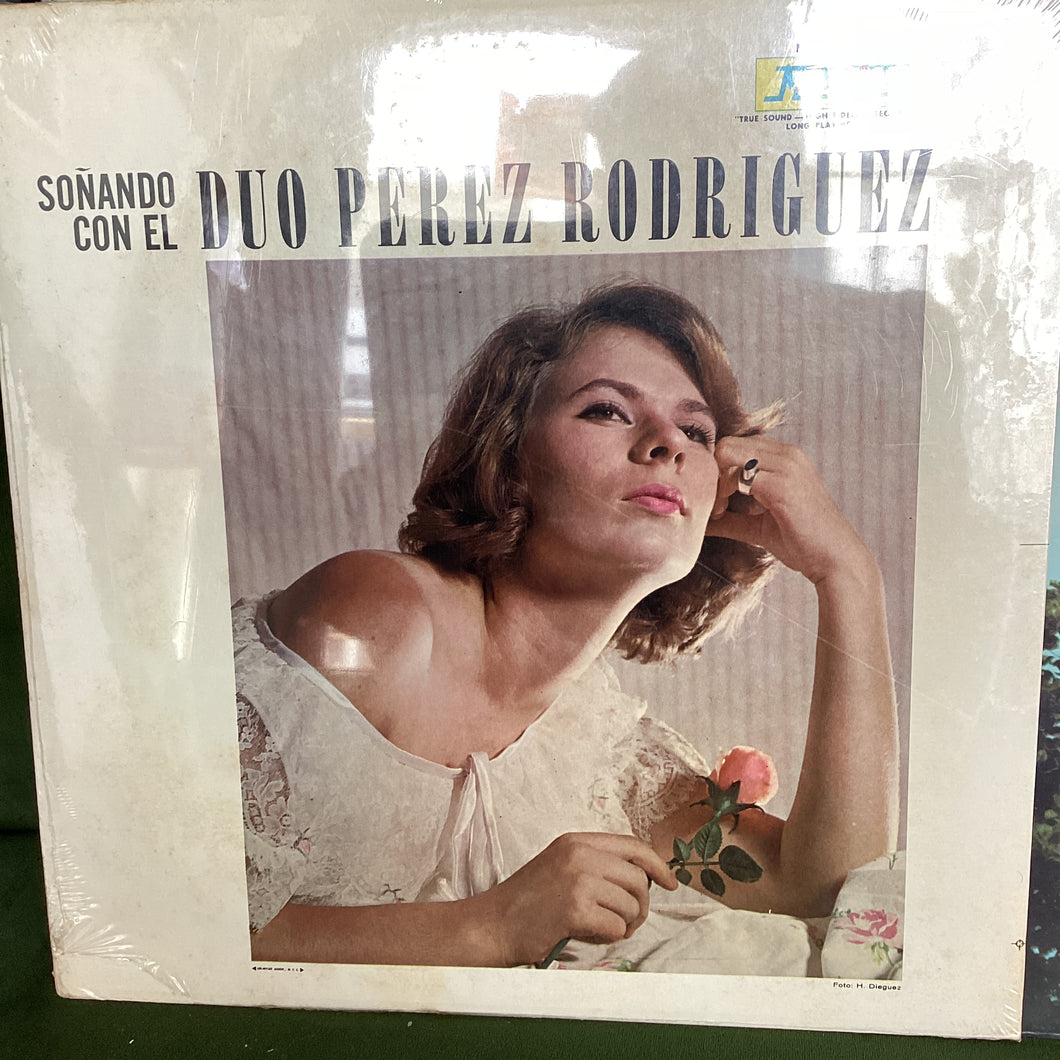 "TRUE SOUND —
LONG PLAY
SOÑANDO
CON EL
DUO PEREZ RODRIGUEZ
Foto: H. Dieguez